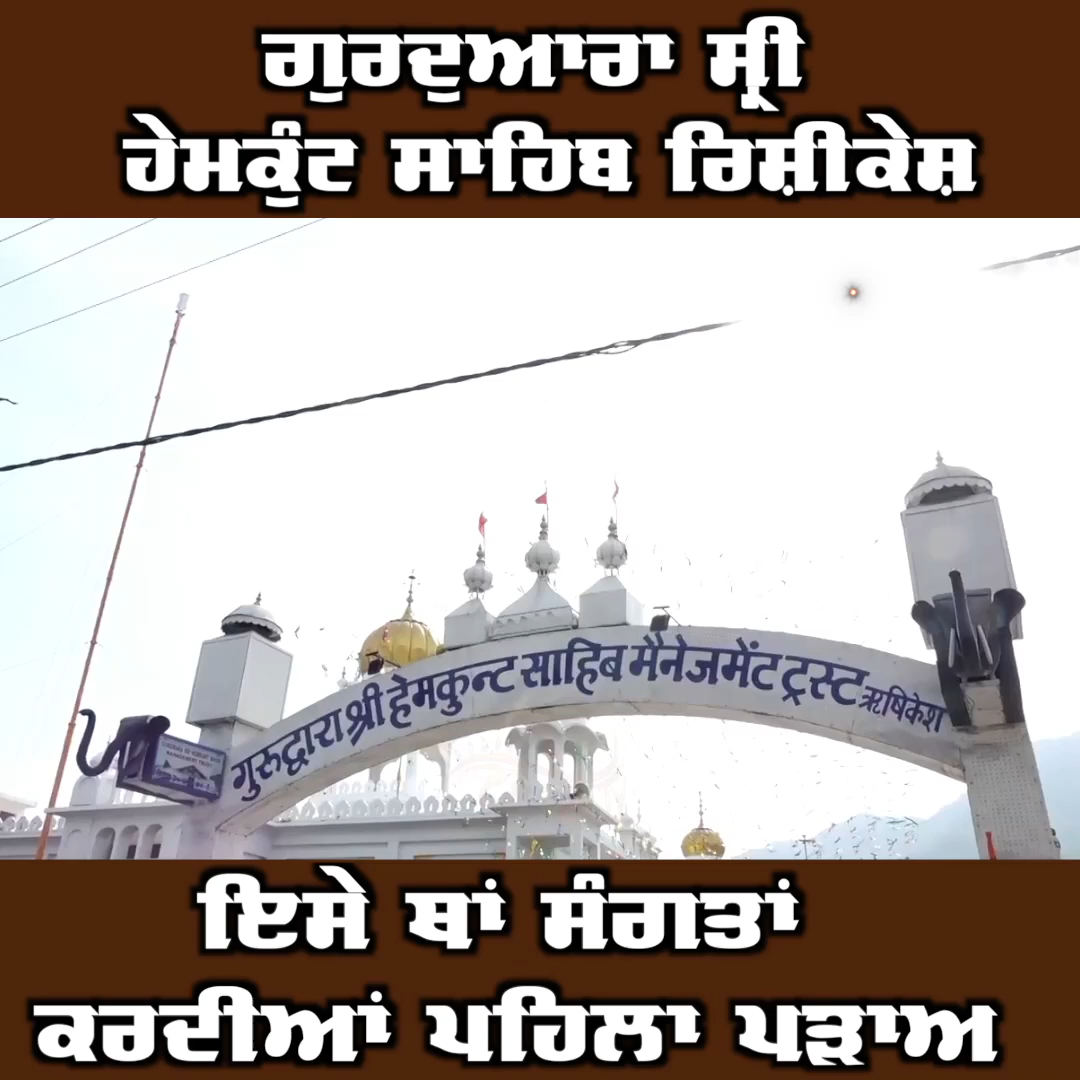 ਗੁਰਦੁਆਰਾ ਸ੍ਰੀ
ਹੇਮਕੁੰਟ ਸਾਹਿਬ ਰਿਸ਼ੀਕੇਸ਼
गुरुद्वारा श्री हेमकुन्ट साहिब मैनेजमेंट ट्रस्ट ऋषिकेश
ਇਸੇ ਥਾਂ ਸੰਗਤਾਂ
ਕਰਦੀਆਂ ਪਹਿਲਾ ਪੜਾਅ